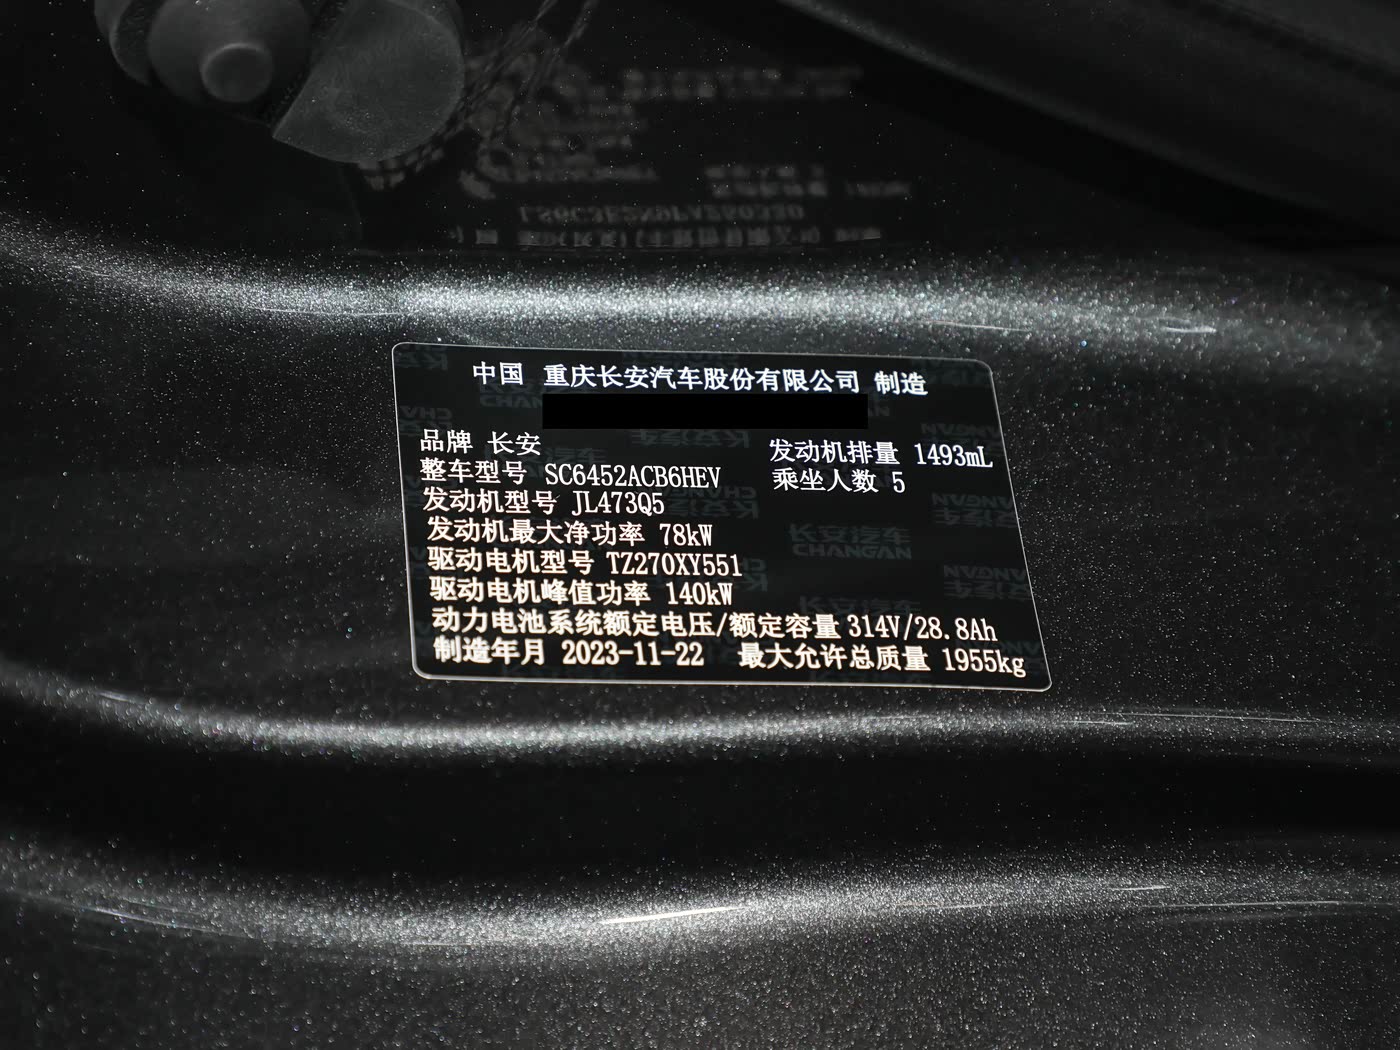 中国 重庆长安汽车股份有限公司 制造
品牌 长安
发动机排量 1493mL
整车型号 SC6452ACB6HEV
乘坐人数 5
发动机型号 JL473Q5
发动机最大净功率 78kW
驱动电机型号 TZ270XY551
驱动电机峰值功率 140kW
动力电池系统额定电压/额定容量 314V/28.8Ah
制造年月 2023-11-22 最大允许总质量 1955kg
长安汽车
CHANGAN